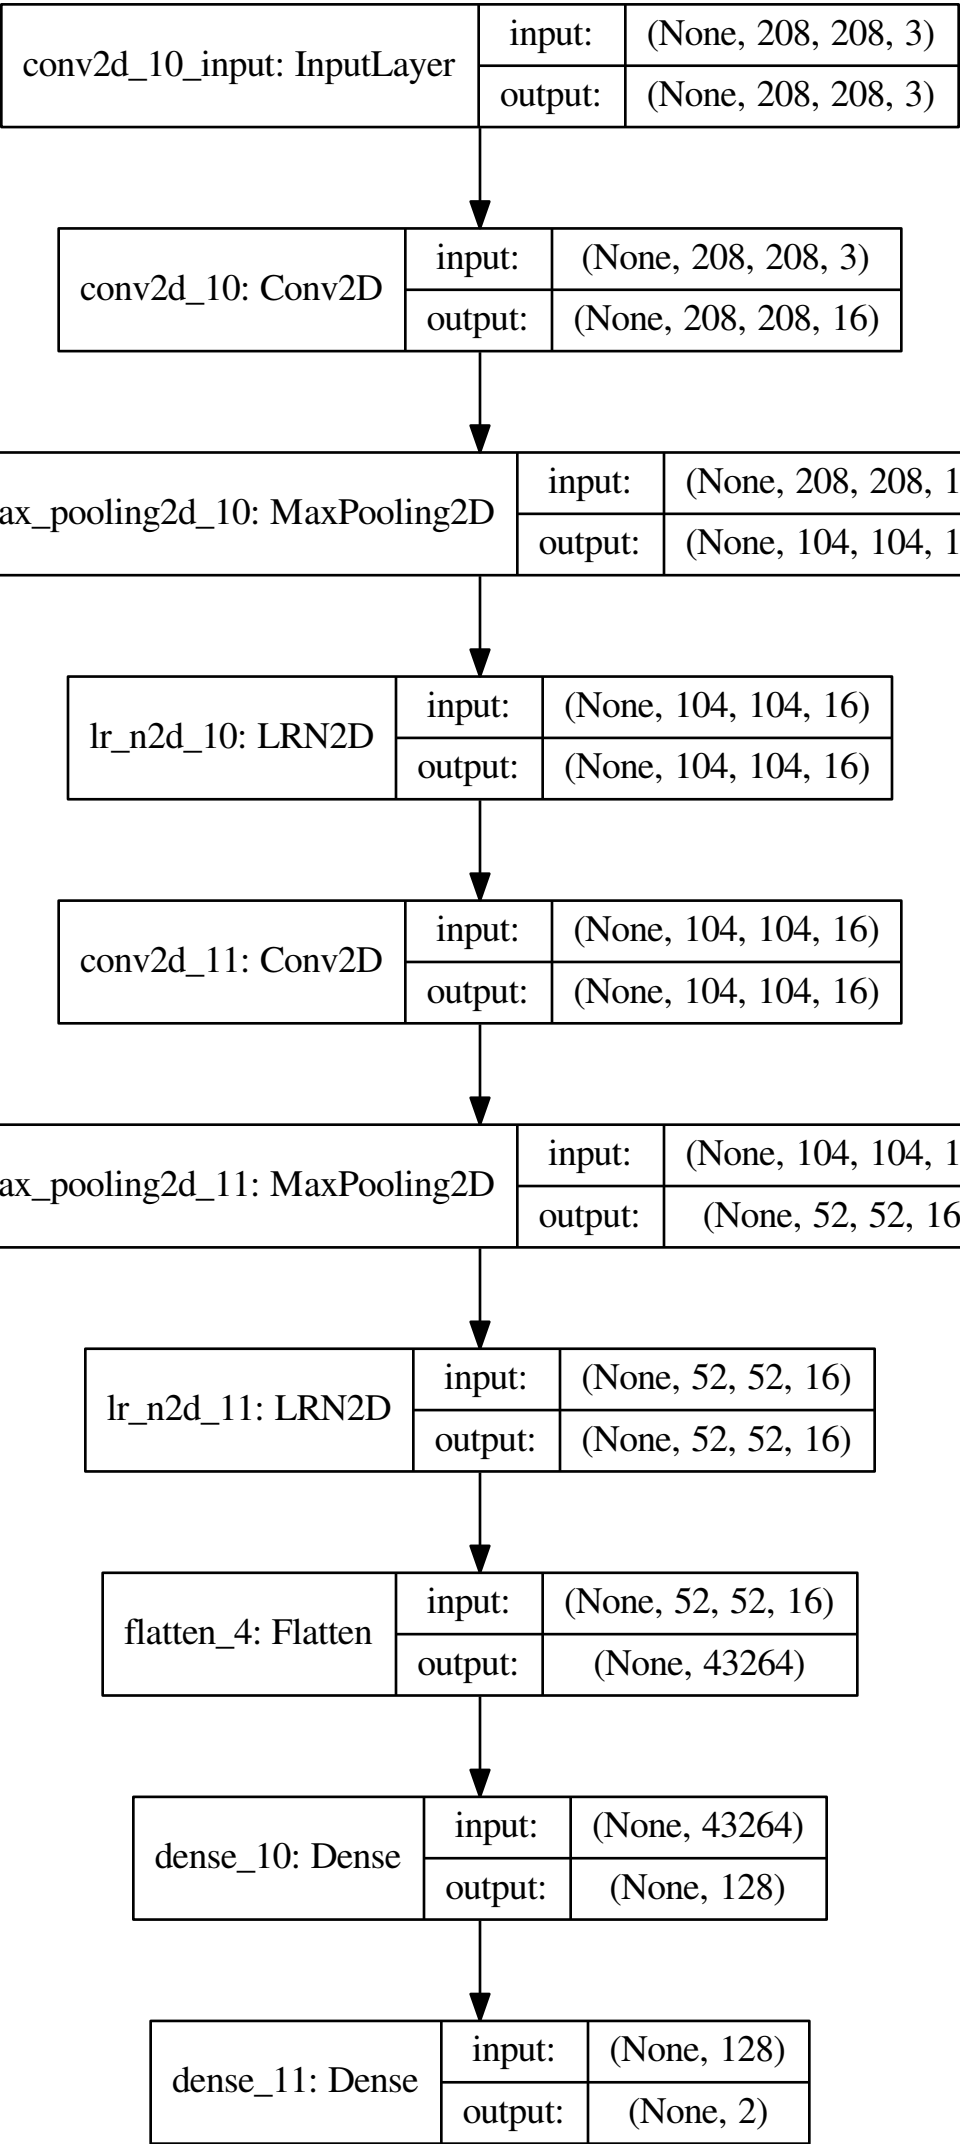 conv2d_10_input: InputLayer
input: (None, 208, 208, 3)
output: (None, 208, 208, 3)
conv2d_10: Conv2D
input: (None, 208, 208, 3)
output: (None, 208, 208, 16)
ax_pooling2d_10: MaxPooling2D
input: (None, 208, 208, 1
output: (None, 104, 104, 1
lr_n2d_10: LRN2D
input: (None, 104, 104, 16)
output: (None, 104, 104, 16)
conv2d_11: Conv2D
input: (None, 104, 104, 16)
output: (None, 104, 104, 16)
ax_pooling2d_11: MaxPooling2D
input: (None, 104, 104, 1
output: (None, 52, 52, 16
lr_n2d_11: LRN2D
input: (None, 52, 52, 16)
output: (None, 52, 52, 16)
flatten_4: Flatten
input: (None, 52, 52, 16)
output: (None, 43264)
dense_10: Dense
input: (None, 43264)
output: (None, 128)
dense_11: Dense
input: (None, 128)
output: (None, 2)